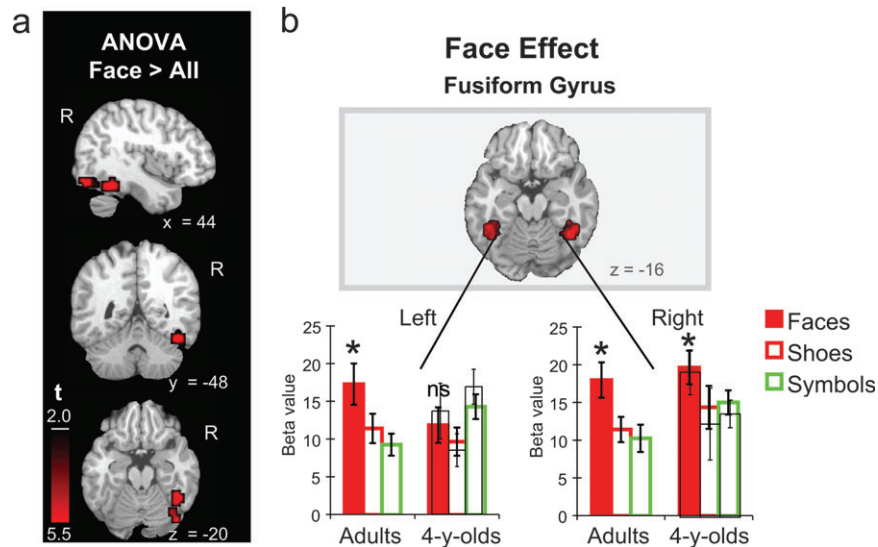 a
ANOVA
Face > All
R
x = 44
R
y = -48
t
2.0
R
5.5
z = -20
b
Face Effect
Fusiform Gyrus
z = -16
Left
Right
Faces
Shoes
Symbols
Beta value
25
20
15
10
5
0
*
ns
Adults
4-y-olds
Beta value
25
20
15
10
5
0
*
*
Adults
4-y-olds